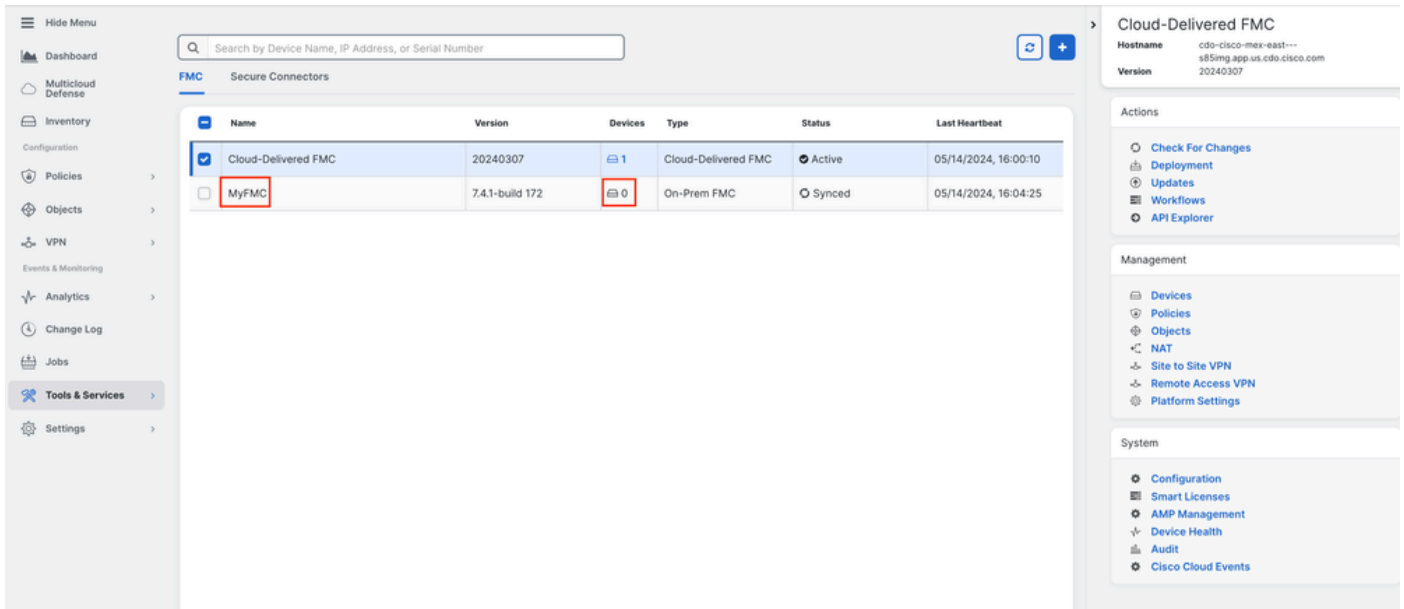 Hide Menu
Dashboard
Multicloud
Defense
Inventory
Configuration
Policies
Objects
VPN
Events & Monitoring
Analytics
Change Log
Jobs
Tools & Services
Settings
Search by Device Name, IP Address, or Serial Number
FMC Secure Connectors
Name Version Devices Type Status Last Heartbeat
Cloud-Delivered FMC 20240307 1 Cloud-Delivered FMC Active 05/14/2024, 16:00:10
MyFMC 7.4.1-build 172 0 On-Prem FMC Synced 05/14/2024, 16:04:25
Cloud-Delivered FMC
Hostname cdo-cisco-mex-east---
s85img.app.us.cdo.cisco.com
Version 20240307
Actions
Check For Changes
Deployment
Updates
Workflows
API Explorer
Management
Devices
Policies
Objects
NAT
Site to Site VPN
Remote Access VPN
Platform Settings
System
Configuration
Smart Licenses
AMP Management
Device Health
Audit
Cisco Cloud Events